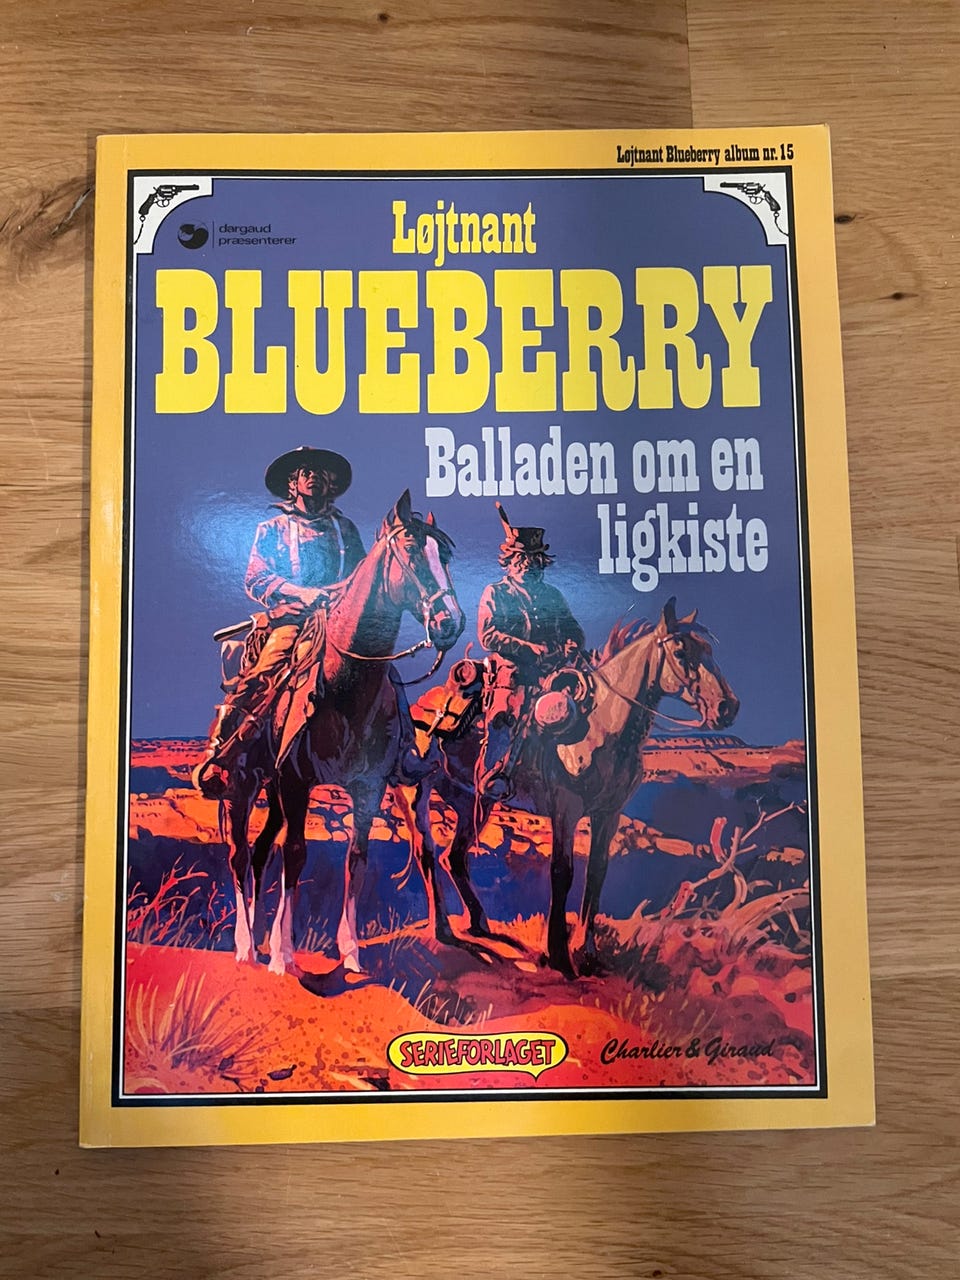 Løjtnant Blueberry album nr. 15
dargaud
præsenterer
Løjtnant
BLUEBERRY
Balladen om en
ligkiste
SERIEFORLAGET
Charlier & Giraud